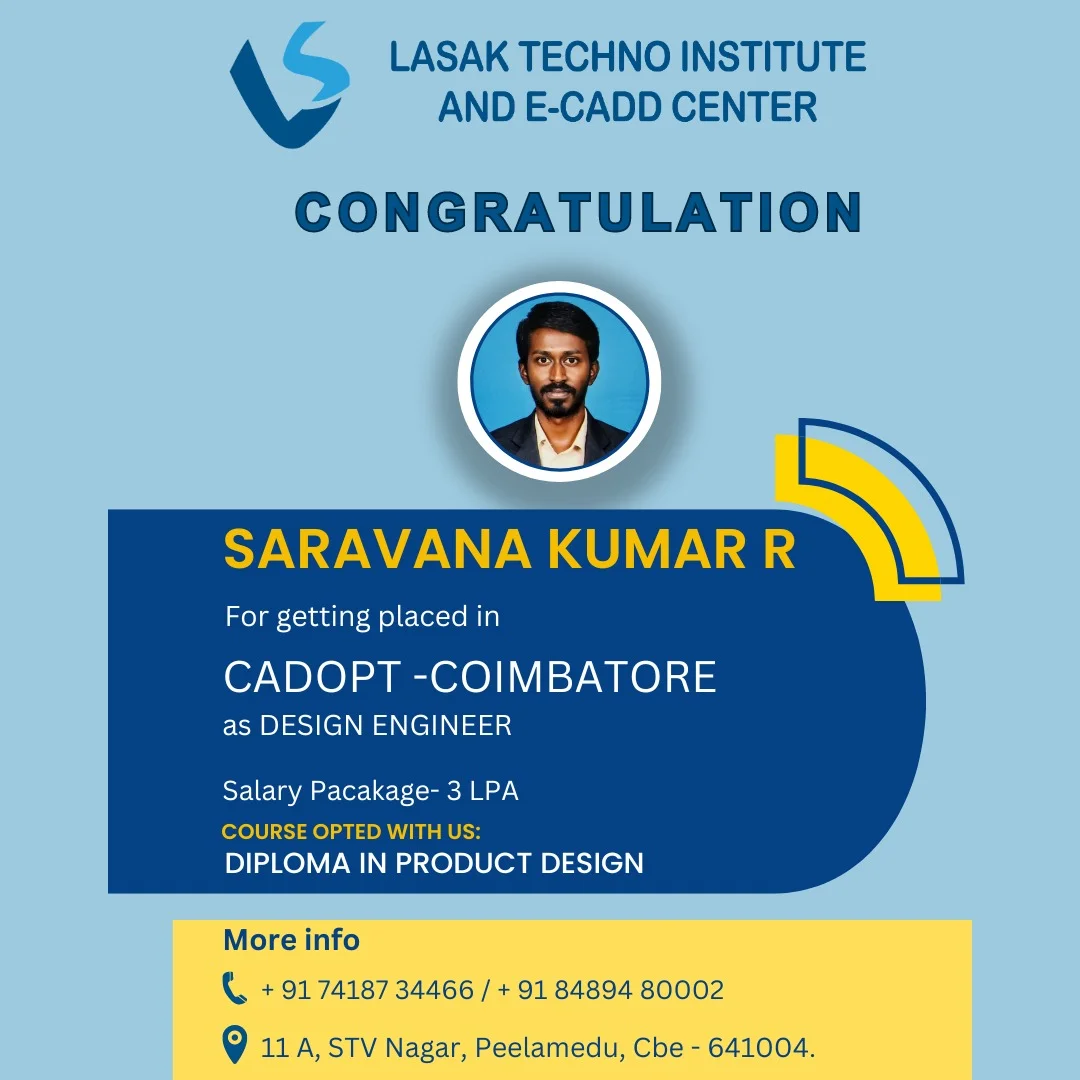 LASAK TECHNO INSTITUTE
AND E-CADD CENTER
CONGRATULATION
SARAVANA KUMAR R
For getting placed in
CADOPT -COIMBATORE
as DESIGN ENGINEER
Salary Pacakage- 3 LPA
COURSE OPTED WITH US:
DIPLOMA IN PRODUCT DESIGN
More info
+ 91 74187 34466 / + 91 84894 80002
11 A, STV Nagar, Peelamedu, Cbe - 641004.